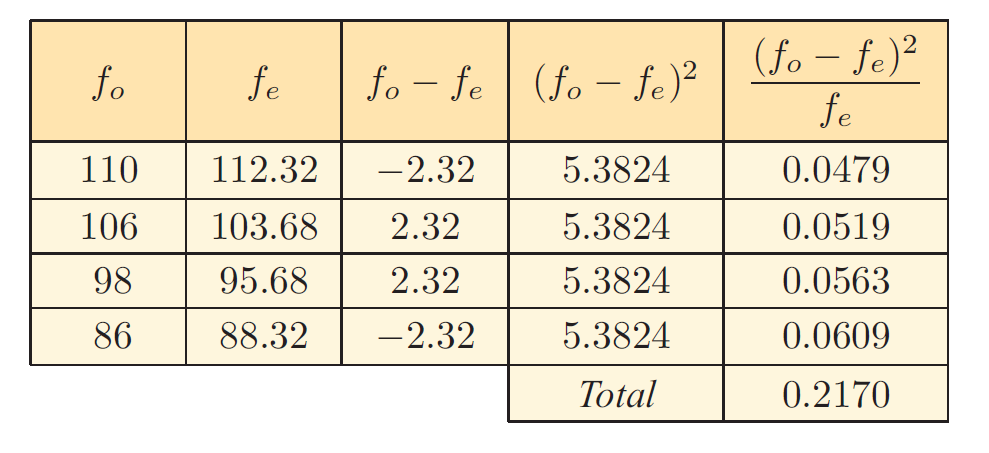 f_o f_e f_o − f_e (f_o − f_e)² (f_o − f_e)² / f_e
110 112.32 −2.32 5.3824 0.0479
106 103.68 2.32 5.3824 0.0519
98 95.68 2.32 5.3824 0.0563
86 88.32 −2.32 5.3824 0.0609
Total 0.2170